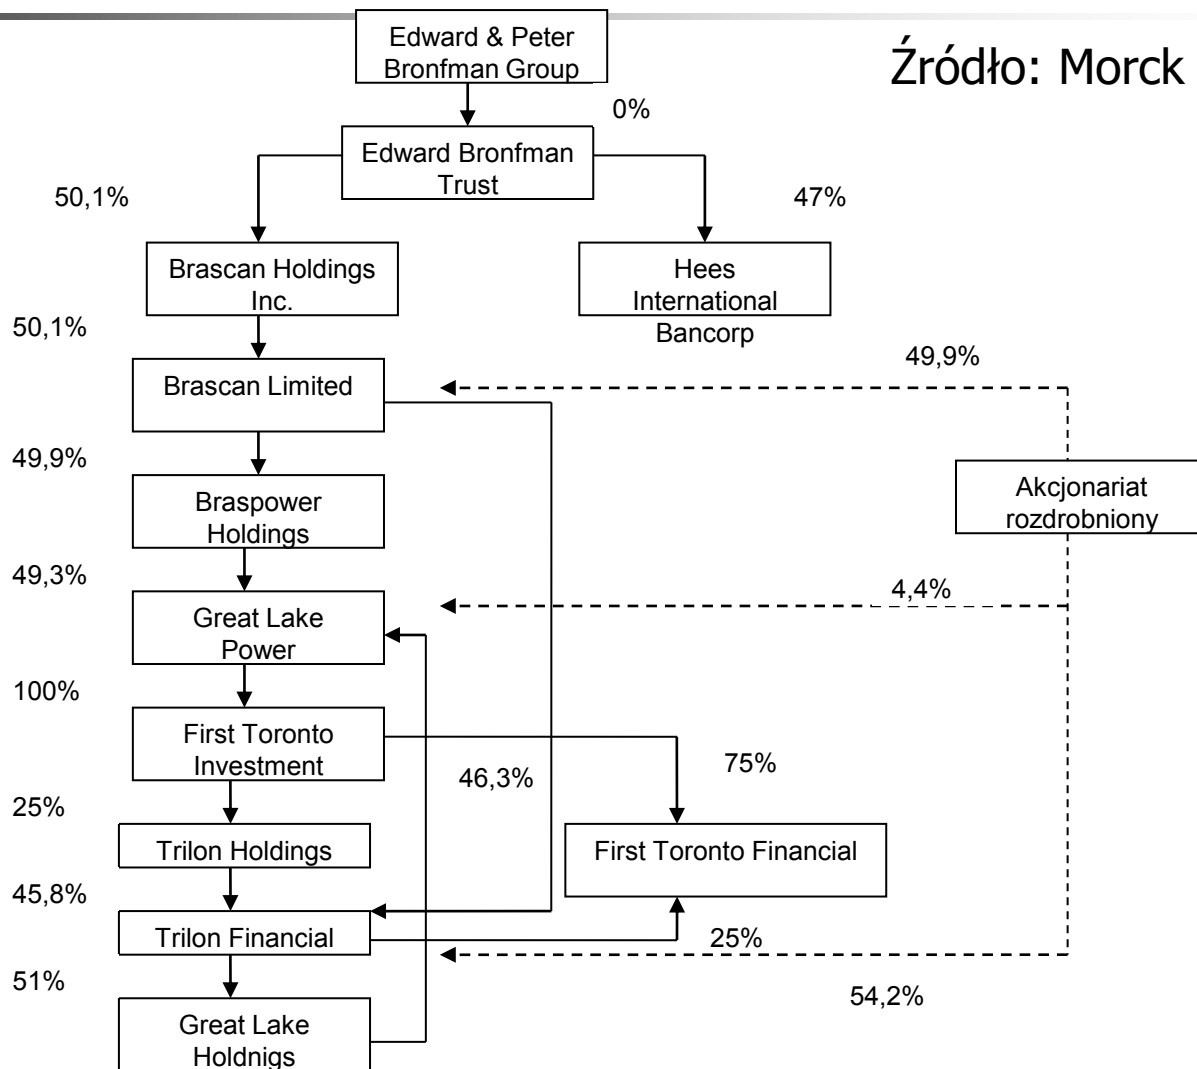 Edward & Peter
Bronfman Group
Źródło: Morck
0%
Edward Bronfman
Trust
50,1%
47%
Brascan Holdings
Inc.
Hees
International
Bancorp
50,1%
49,9%
Brascan Limited
49,9%
Braspower
Holdings
Akcjonariat
rozdrobniony
49,3%
4,4%
Great Lake
Power
100%
First Toronto
Investment
46,3%
75%
25%
Trilon Holdings
First Toronto Financial
45,8%
Trilon Financial
25%
51%
54,2%
Great Lake
Holdnigs